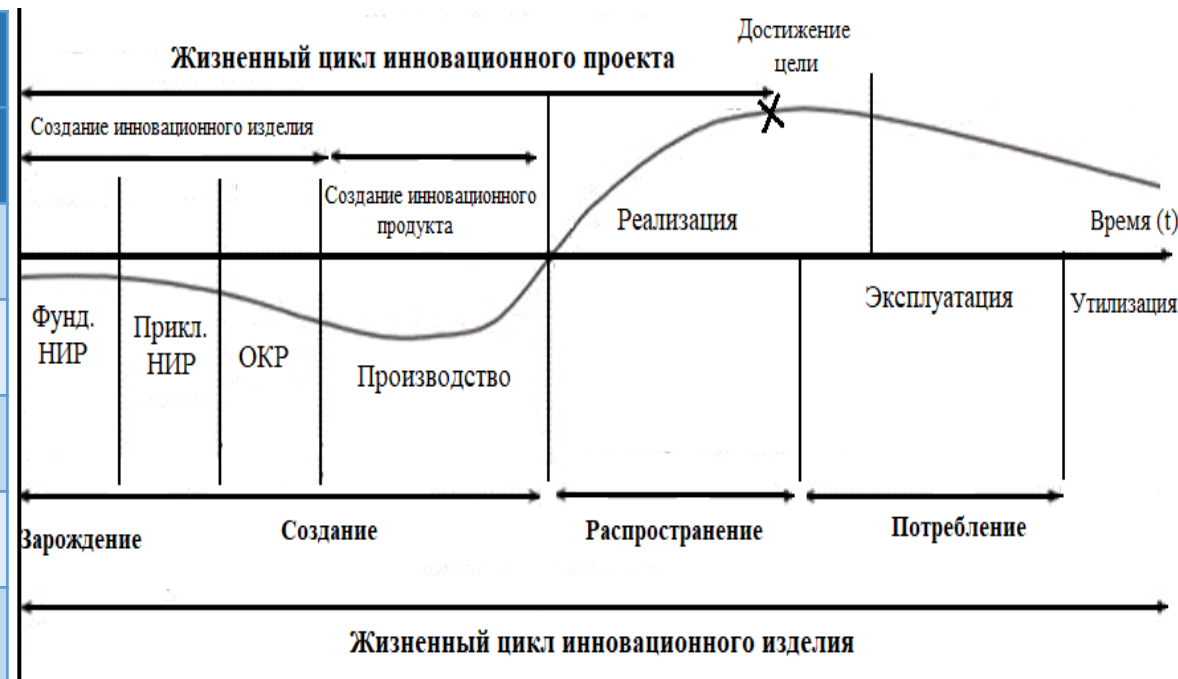 Достижение
цели
Жизненный цикл инновационного проекта
Создание инновационного изделия
Создание инновационного
продукта
Реализация
Время (t)
Фунд.
НИР
Прикл.
НИР
ОКР
Производство
Эксплуатация
Утилизация
Зарождение
Создание
Распространение
Потребление
Жизненный цикл инновационного изделия